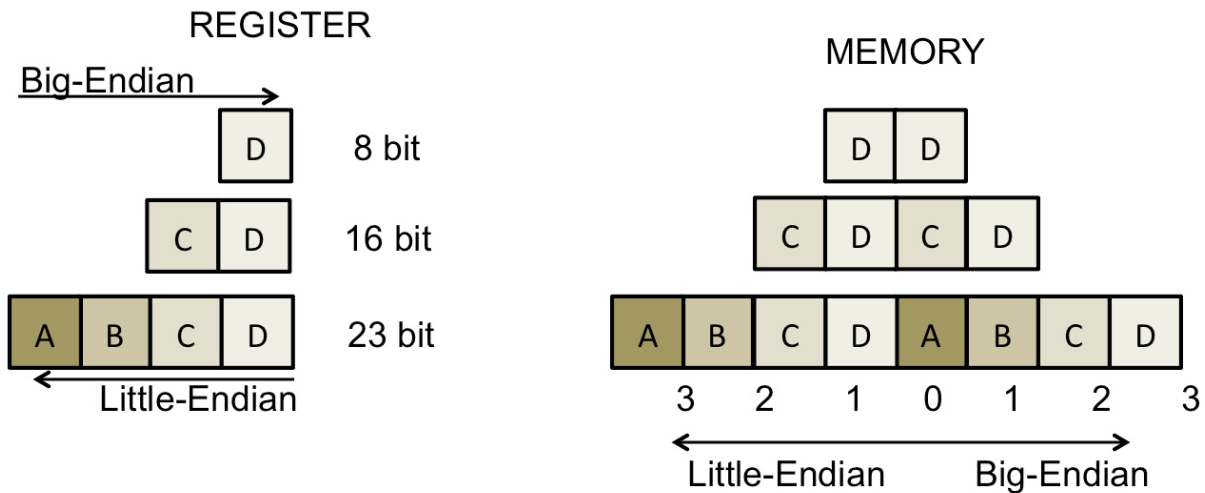 REGISTER
MEMORY
Big-Endian
D 8 bit
D D
C D 16 bit
C D C D
A B C D 23 bit
A B C D A B C D
Little-Endian
3 2 1 0 1 2 3
Little-Endian Big-Endian